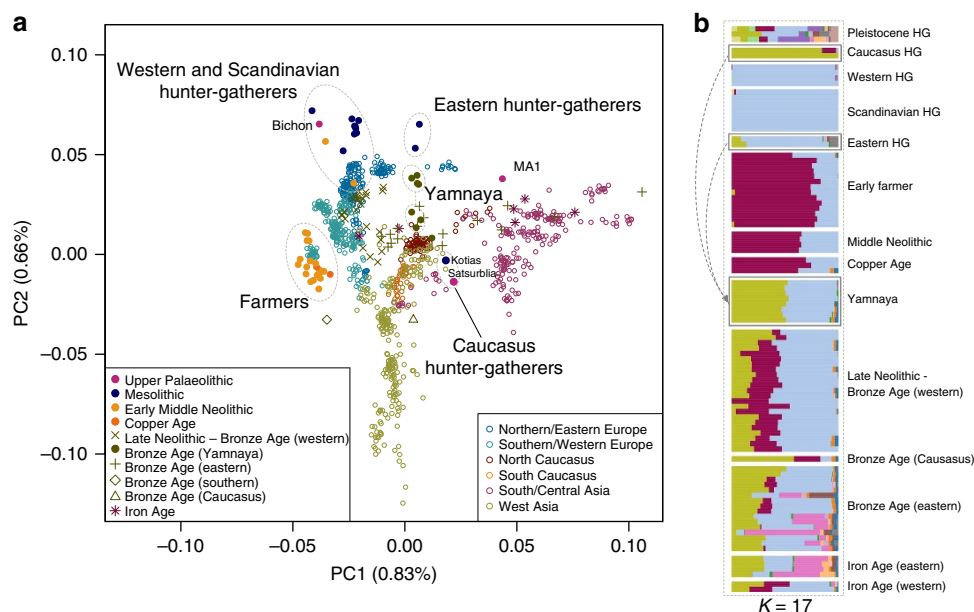 a
b
0.10
0.05
0.00
−0.05
−0.10
PC2 (0.66%)
Western and Scandinavian
hunter-gatherers
Bichon
Eastern hunter-gatherers
MA1
Yamnaya
Kotias
Satsurblia
Farmers
Caucasus
hunter-gatherers
Upper Palaeolithic
Mesolithic
Early Middle Neolithic
Copper Age
Late Neolithic – Bronze Age (western)
Bronze Age (Yamnaya)
Bronze Age (eastern)
Bronze Age (southern)
Bronze Age (Caucasus)
Iron Age
Northern/Eastern Europe
Southern/Western Europe
North Caucasus
South Caucasus
South/Central Asia
West Asia
−0.10
−0.05
0.00
0.05
0.10
PC1 (0.83%)
Pleistocene HG
Caucasus HG
Western HG
Scandinavian HG
Eastern HG
Early farmer
Middle Neolithic
Copper Age
Yamnaya
Late Neolithic -
Bronze Age (western)
Bronze Age (Causasus)
Bronze Age (eastern)
Iron Age (eastern)
Iron Age (western)
K = 17